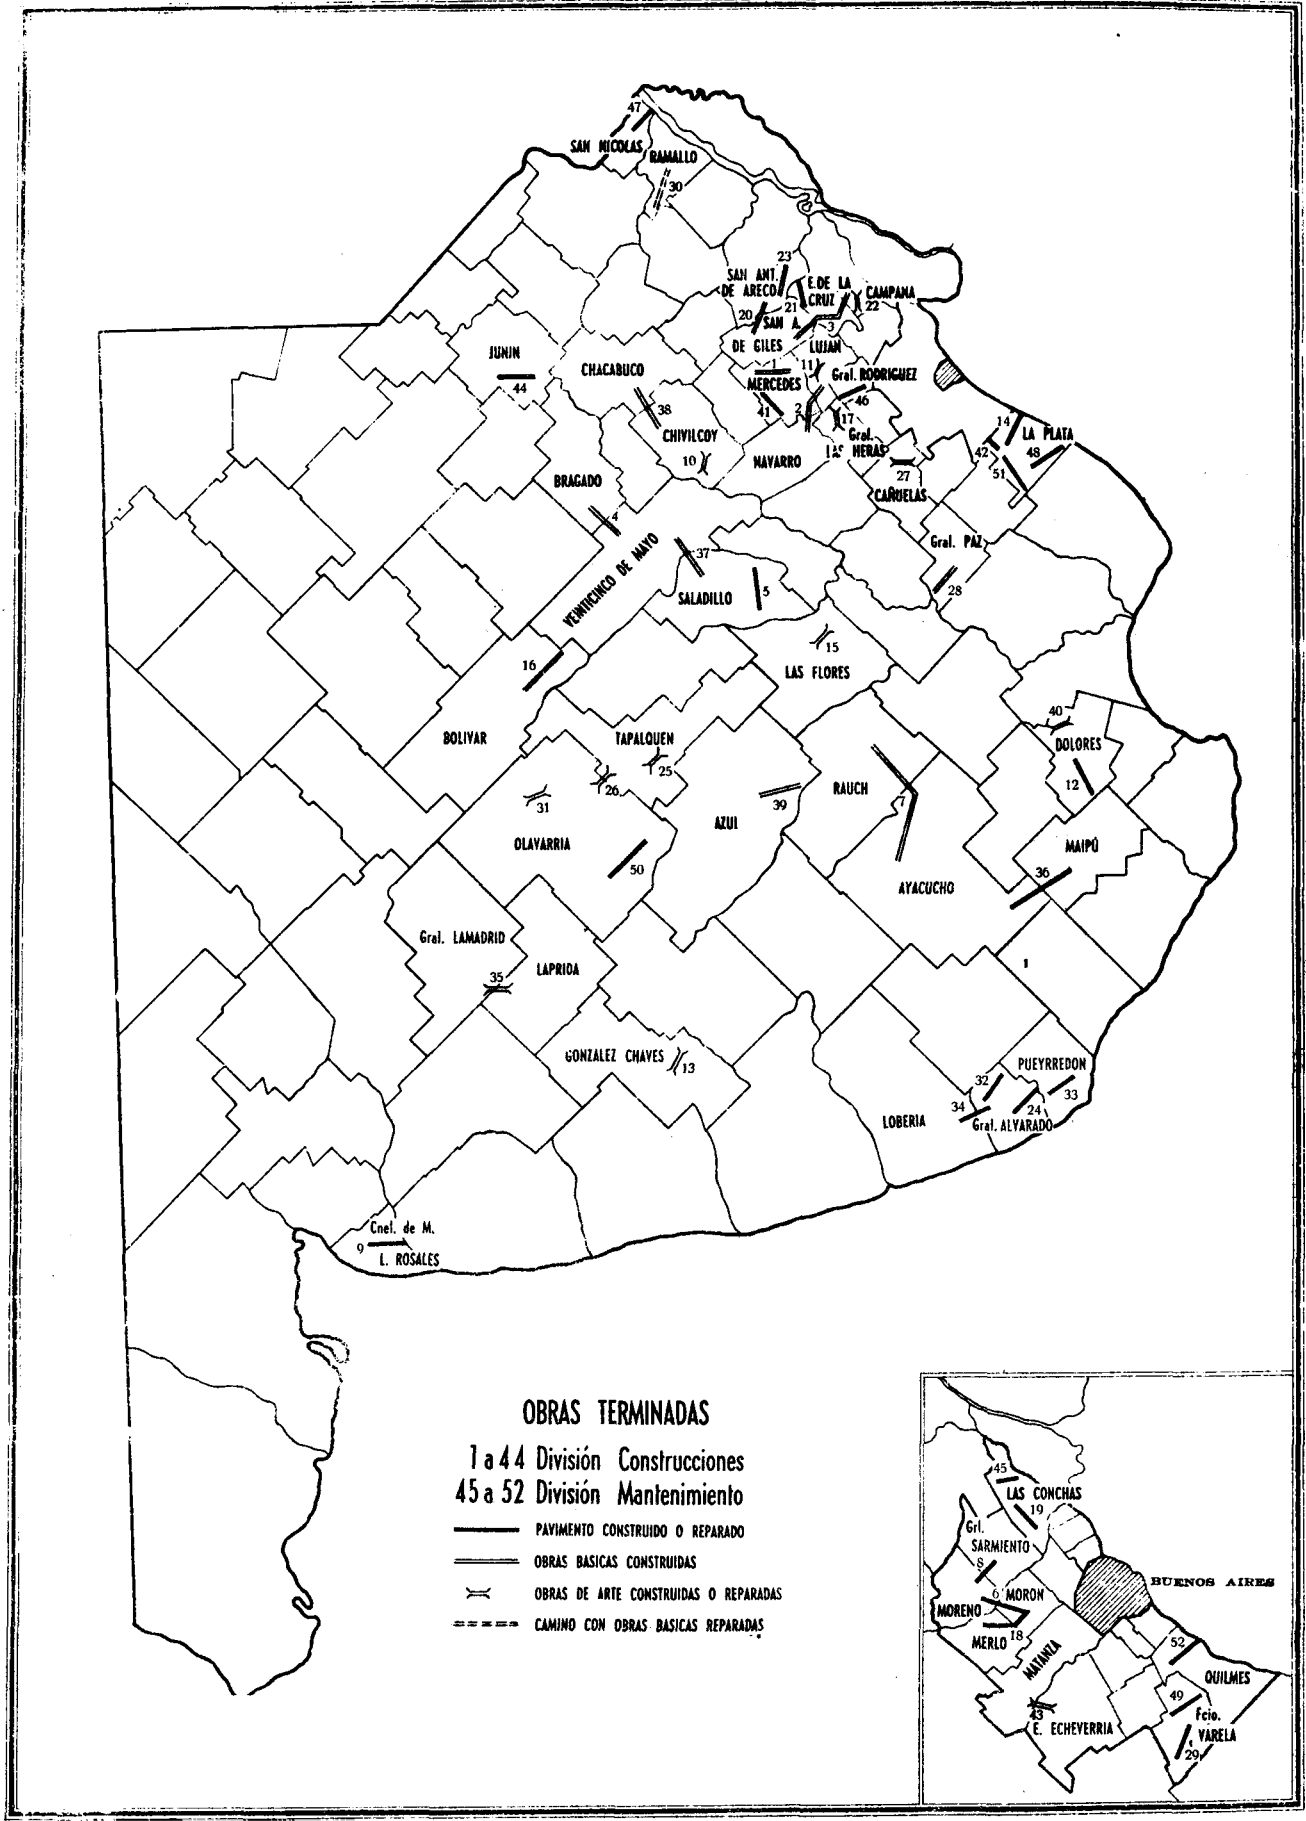 47
SAN NICOLAS
RAMALLO
30
23
SAN ANT.
DE ARECO
E. DE LA
CRUZ
CAMPANA
22
21
20
SAN A.
DE GILES
3
LUJAN
JUNIN
44
CHACABUCO
1
11
Gral. RODRIGUEZ
MERCEDES
46
38
41
2
17
CHIVILCOY
Gral.
LAS HERAS
10
NAVARRO
14
LA PLATA
42
48
51
27
CAÑUELAS
BRAGADO
4
VEINTICINCO DE MAYO
37
Gral. PAZ
28
SALADILLO
5
15
LAS FLORES
16
BOLIVAR
TAPALQUEN
25
26
31
40
DOLORES
12
RAUCH
7
39
AZUL
OLAVARRIA
50
MAIPÚ
36
AYACUCHO
Gral. LAMADRID
35
LAPRIDA
1
GONZALEZ CHAVES
13
PUEYRREDON
32
33
34
24
LOBERIA
Gral. ALVARADO
Cnel. de M.
9
L. ROSALES
OBRAS TERMINADAS
1 a 44 División Construcciones
45 a 52 División Mantenimiento
PAVIMENTO CONSTRUIDO O REPARADO
OBRAS BASICAS CONSTRUIDAS
OBRAS DE ARTE CONSTRUIDAS O REPARADAS
CAMINO CON OBRAS BASICAS REPARADAS
45
LAS CONCHAS
19
Grl.
SARMIENTO
8
BUENOS AIRES
6
MORON
MORENO
18
MERLO
MATANZA
52
QUILMES
49
43
Fcio.
VARELA
E. ECHEVERRIA
29